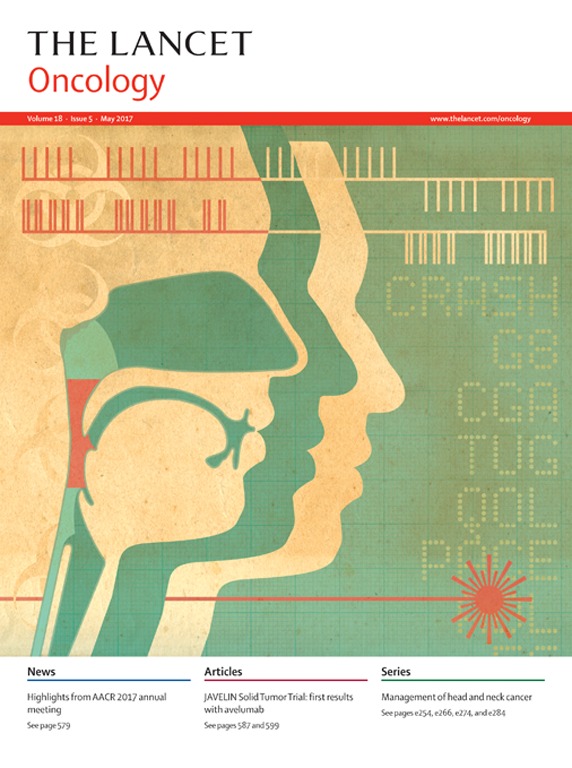 THE LANCET
Oncology
Volume 18 · Issue 5 · May 2017
www.thelancet.com/oncology
CRASH
G8
CGA
TUG
QOL
News
Highlights from AACR 2017 annual
meeting
See page 579
Articles
JAVELIN Solid Tumor Trial: first results
with avelumab
See pages 587 and 599
Series
Management of head and neck cancer
See pages e254, e266, e274, and e284